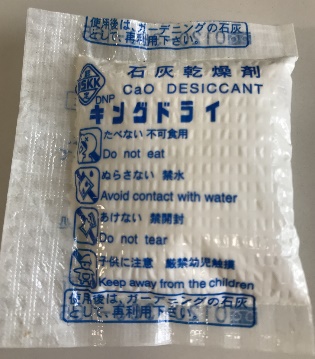 使用後は、ガーデニングの石灰
として、再利用下さい。
石灰乾燥剤
SKK
CaO DESICCANT
DNP
キングドライ
たべない 不可食用
Do not eat
ぬらさない 禁水
Avoid contact with water
あけない 禁開封
Do not tear
子供に注意 厳禁幼児触摸
Keep away from the children
使用後は、ガーデニングの石灰
として、再利用下さい。